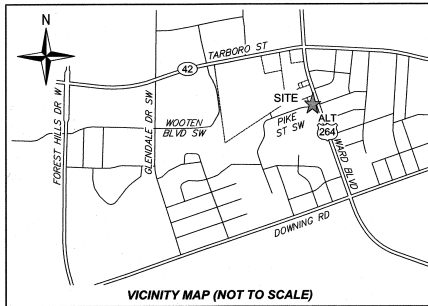 N
TARBORO ST
42
FOREST HILLS DR W
GLENDALE DR SW
WOOTEN
BLVD SW
SITE
PIKE
ST SW
ALT
264
WARD BLVD
DOWNING RD
VICINITY MAP (NOT TO SCALE)